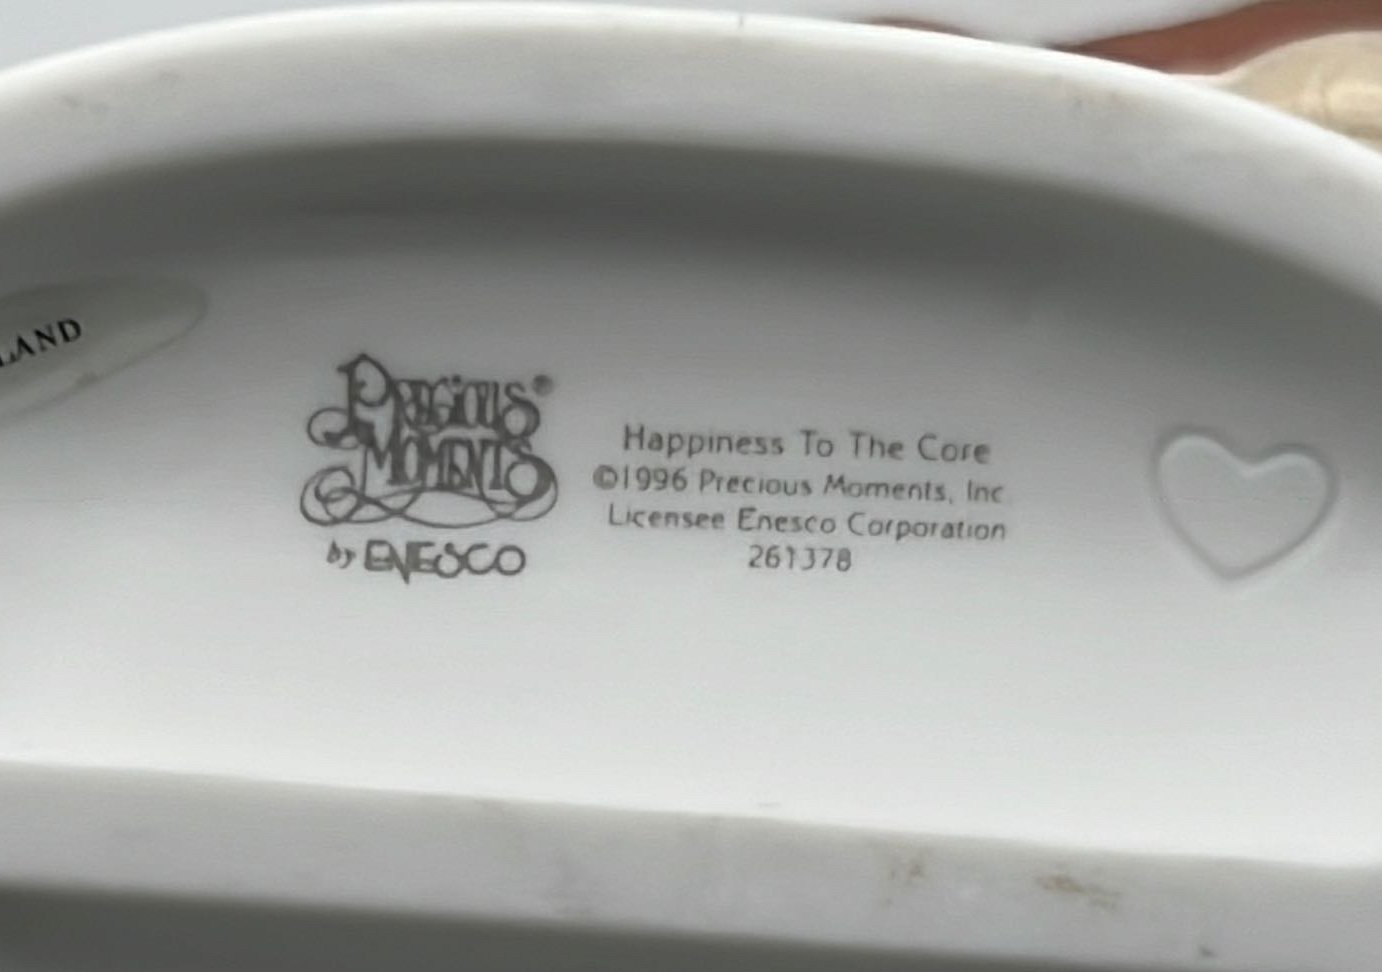 LAND
Precious®
Moments
by ENESCO
Happiness To The Core
©1996 Precious Moments, Inc
Licensee Enesco Corporation
261378